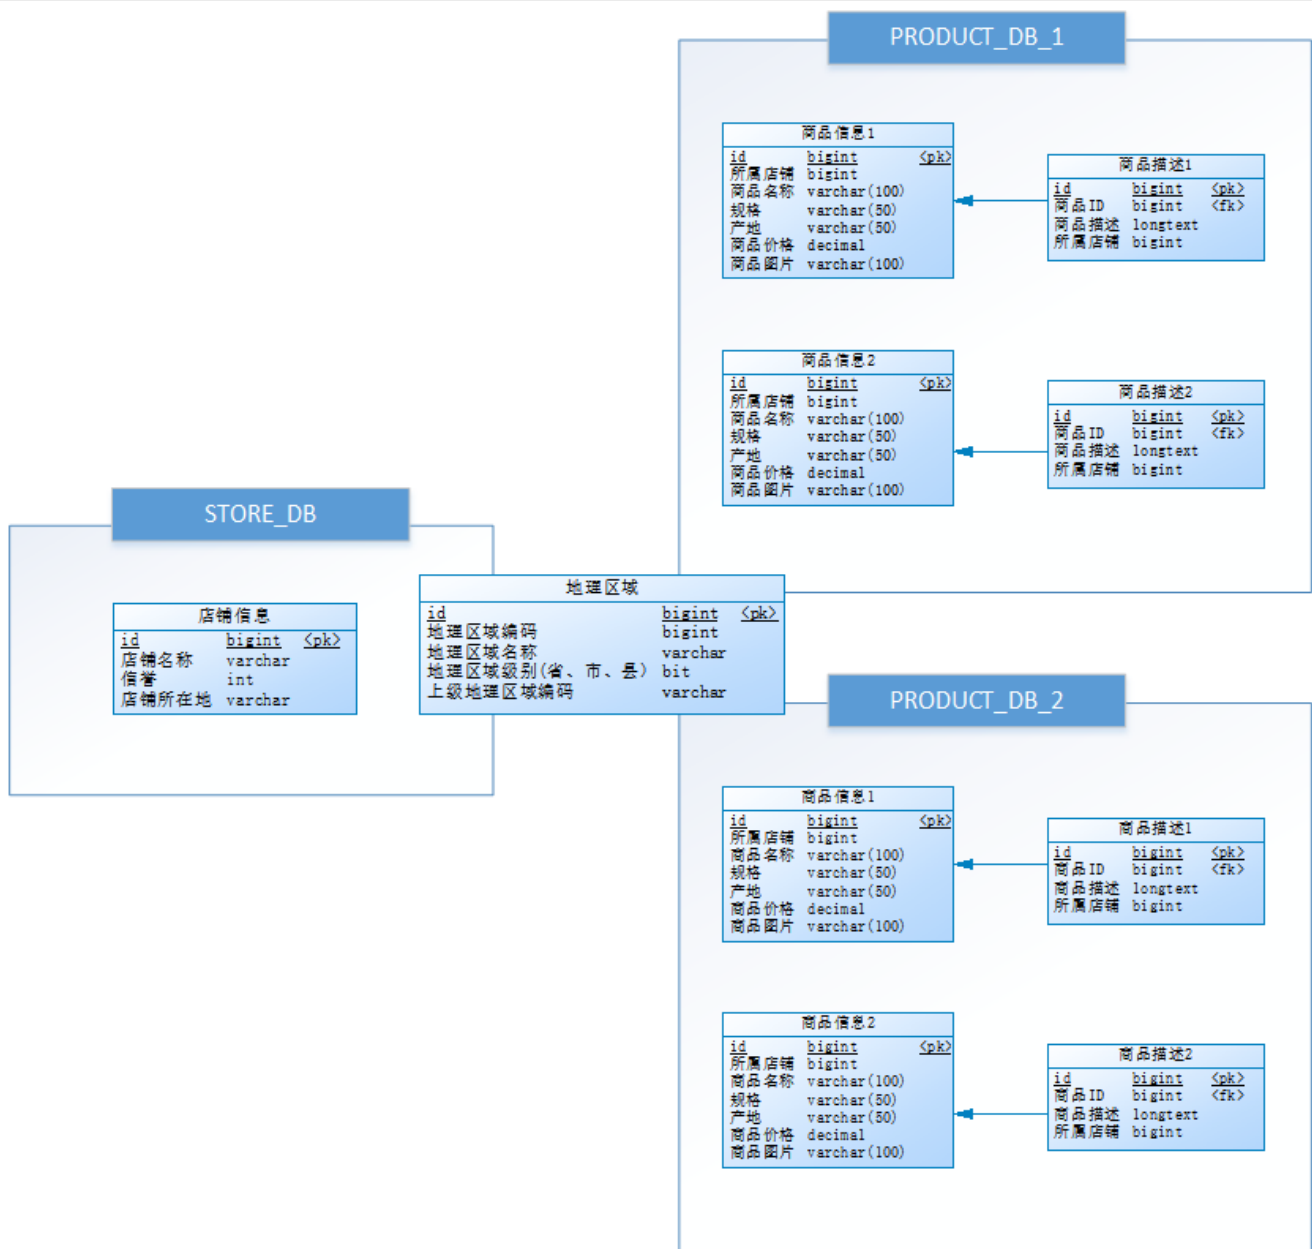 PRODUCT_DB_1
商品信息1
id bigint <pk>
所属店铺 bigint
商品名称 varchar(100)
规格 varchar(50)
产地 varchar(50)
商品价格 decimal
商品图片 varchar(100)
商品描述1
id bigint <pk>
商品ID bigint <fk>
商品描述 longtext
所属店铺 bigint
商品信息2
id bigint <pk>
所属店铺 bigint
商品名称 varchar(100)
规格 varchar(50)
产地 varchar(50)
商品价格 decimal
商品图片 varchar(100)
商品描述2
id bigint <pk>
商品ID bigint <fk>
商品描述 longtext
所属店铺 bigint
STORE_DB
店铺信息
id bigint <pk>
店铺名称 varchar
信誉 int
店铺所在地 varchar
地理区域
id bigint <pk>
地理区域编码 bigint
地理区域名称 varchar
地理区域级别(省、市、县) bit
上级地理区域编码 varchar
PRODUCT_DB_2
商品信息1
id bigint <pk>
所属店铺 bigint
商品名称 varchar(100)
规格 varchar(50)
产地 varchar(50)
商品价格 decimal
商品图片 varchar(100)
商品描述1
id bigint <pk>
商品ID bigint <fk>
商品描述 longtext
所属店铺 bigint
商品信息2
id bigint <pk>
所属店铺 bigint
商品名称 varchar(100)
规格 varchar(50)
产地 varchar(50)
商品价格 decimal
商品图片 varchar(100)
商品描述2
id bigint <pk>
商品ID bigint <fk>
商品描述 longtext
所属店铺 bigint